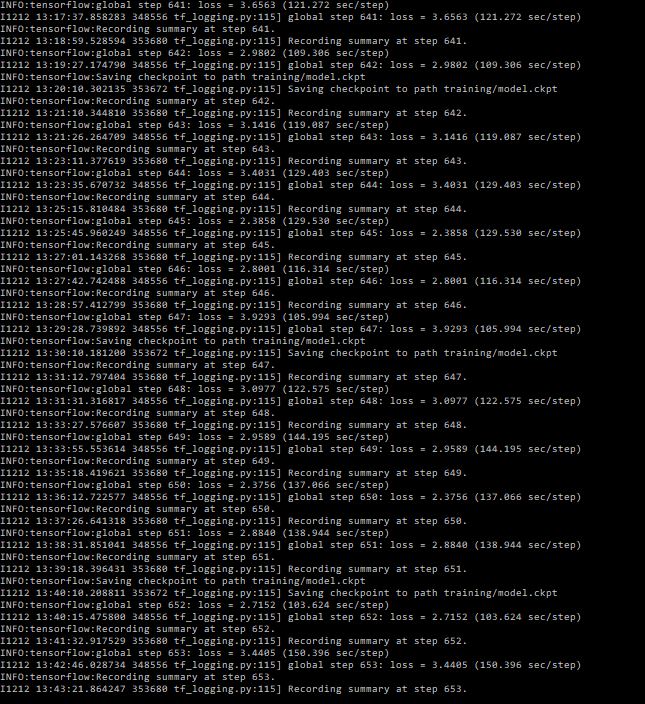 INFO:tensorflow:global step 641: loss = 3.6563 (121.272 sec/step)
I1212 13:17:37.858283 348556 tf_logging.py:115] global step 641: loss = 3.6563 (121.272 sec/step)
INFO:tensorflow:Recording summary at step 641.
I1212 13:18:59.528594 353680 tf_logging.py:115] Recording summary at step 641.
INFO:tensorflow:global step 642: loss = 2.9802 (109.306 sec/step)
I1212 13:19:27.174790 348556 tf_logging.py:115] global step 642: loss = 2.9802 (109.306 sec/step)
INFO:tensorflow:Saving checkpoint to path training/model.ckpt
I1212 13:20:10.302135 353672 tf_logging.py:115] Saving checkpoint to path training/model.ckpt
INFO:tensorflow:Recording summary at step 642.
I1212 13:21:10.344810 353680 tf_logging.py:115] Recording summary at step 642.
INFO:tensorflow:global step 643: loss = 3.1416 (119.087 sec/step)
I1212 13:21:26.264709 348556 tf_logging.py:115] global step 643: loss = 3.1416 (119.087 sec/step)
INFO:tensorflow:Recording summary at step 643.
I1212 13:23:11.377619 353680 tf_logging.py:115] Recording summary at step 643.
INFO:tensorflow:global step 644: loss = 3.4031 (129.403 sec/step)
I1212 13:23:35.670732 348556 tf_logging.py:115] global step 644: loss = 3.4031 (129.403 sec/step)
INFO:tensorflow:Recording summary at step 644.
I1212 13:25:15.810484 353680 tf_logging.py:115] Recording summary at step 644.
INFO:tensorflow:global step 645: loss = 2.3858 (129.530 sec/step)
I1212 13:25:45.960249 348556 tf_logging.py:115] global step 645: loss = 2.3858 (129.530 sec/step)
INFO:tensorflow:Recording summary at step 645.
I1212 13:27:01.143268 353680 tf_logging.py:115] Recording summary at step 645.
INFO:tensorflow:global step 646: loss = 2.8001 (116.314 sec/step)
I1212 13:27:42.742488 348556 tf_logging.py:115] global step 646: loss = 2.8001 (116.314 sec/step)
INFO:tensorflow:Recording summary at step 646.
I1212 13:28:57.412799 353680 tf_logging.py:115] Recording summary at step 646.
INFO:tensorflow:global step 647: loss = 3.9293 (105.994 sec/step)
I1212 13:29:28.739892 348556 tf_logging.py:115] global step 647: loss = 3.9293 (105.994 sec/step)
INFO:tensorflow:Saving checkpoint to path training/model.ckpt
I1212 13:30:10.181200 353672 tf_logging.py:115] Saving checkpoint to path training/model.ckpt
INFO:tensorflow:Recording summary at step 647.
I1212 13:31:12.797404 353680 tf_logging.py:115] Recording summary at step 647.
INFO:tensorflow:global step 648: loss = 3.0977 (122.575 sec/step)
I1212 13:31:31.316817 348556 tf_logging.py:115] global step 648: loss = 3.0977 (122.575 sec/step)
INFO:tensorflow:Recording summary at step 648.
I1212 13:33:27.576607 353680 tf_logging.py:115] Recording summary at step 648.
INFO:tensorflow:global step 649: loss = 2.9589 (144.195 sec/step)
I1212 13:33:55.553614 348556 tf_logging.py:115] global step 649: loss = 2.9589 (144.195 sec/step)
INFO:tensorflow:Recording summary at step 649.
I1212 13:35:18.419621 353680 tf_logging.py:115] Recording summary at step 649.
INFO:tensorflow:global step 650: loss = 2.3756 (137.066 sec/step)
I1212 13:36:12.722577 348556 tf_logging.py:115] global step 650: loss = 2.3756 (137.066 sec/step)
INFO:tensorflow:Recording summary at step 650.
I1212 13:37:26.641318 353680 tf_logging.py:115] Recording summary at step 650.
INFO:tensorflow:global step 651: loss = 2.8840 (138.944 sec/step)
I1212 13:38:31.851041 348556 tf_logging.py:115] global step 651: loss = 2.8840 (138.944 sec/step)
INFO:tensorflow:Recording summary at step 651.
I1212 13:39:18.396431 353680 tf_logging.py:115] Recording summary at step 651.
INFO:tensorflow:Saving checkpoint to path training/model.ckpt
I1212 13:40:10.208811 353672 tf_logging.py:115] Saving checkpoint to path training/model.ckpt
INFO:tensorflow:global step 652: loss = 2.7152 (103.624 sec/step)
I1212 13:40:15.475800 348556 tf_logging.py:115] global step 652: loss = 2.7152 (103.624 sec/step)
INFO:tensorflow:Recording summary at step 652.
I1212 13:41:32.917529 353680 tf_logging.py:115] Recording summary at step 652.
INFO:tensorflow:global step 653: loss = 3.4405 (150.396 sec/step)
I1212 13:42:46.028734 348556 tf_logging.py:115] global step 653: loss = 3.4405 (150.396 sec/step)
INFO:tensorflow:Recording summary at step 653.
I1212 13:43:21.864247 353680 tf_logging.py:115] Recording summary at step 653.